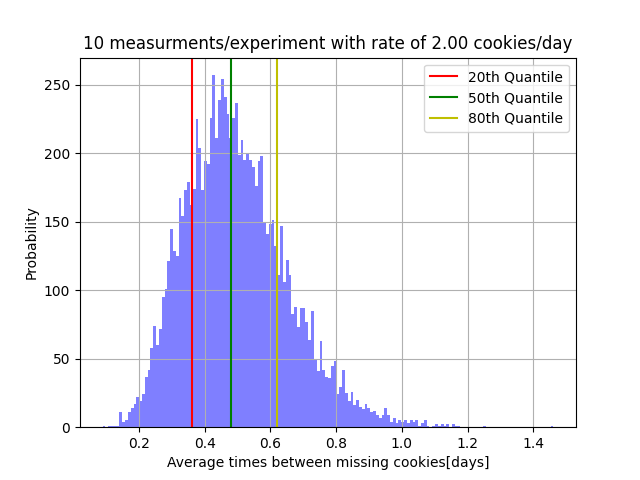 10 measurments/experiment with rate of 2.00 cookies/day
Probability
250
200
150
100
50
0
20th Quantile
50th Quantile
80th Quantile
0.2 0.4 0.6 0.8 1.0 1.2 1.4
Average times between missing cookies[days]